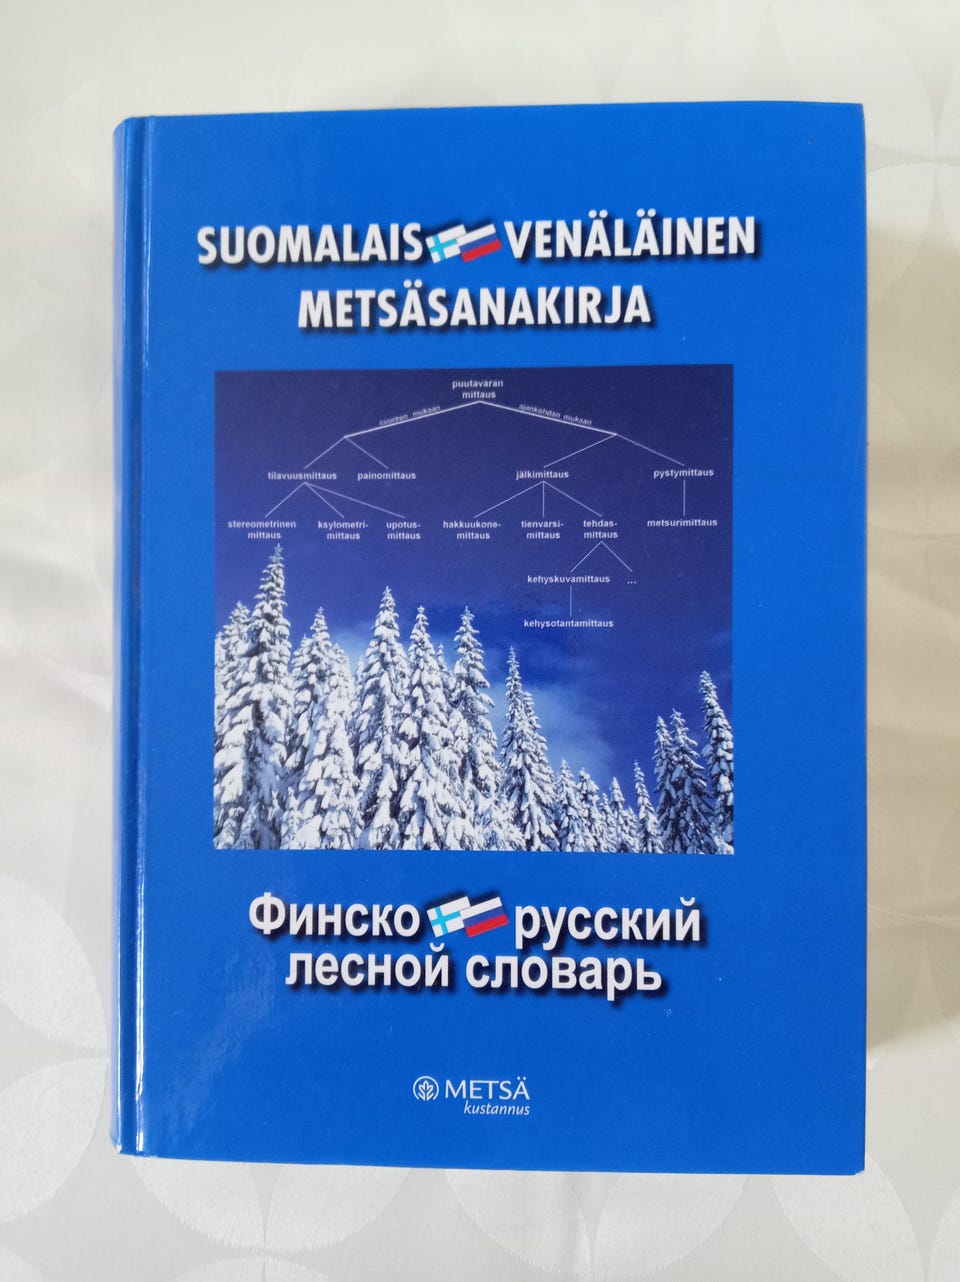 SUOMALAIS VENÄLÄINEN
METSÄSANAKIRJA
puutavaran
mittaus
suureen mukaan
ajankohdan mukaan
tilavuusmittaus painomittaus jälkimittaus pystymittaus
stereometrinen ksylometri- upotus- hakkuukone- tienvarsi- tehdas- metsurimittaus
mittaus mittaus mittaus mittaus mittaus mittaus
kehyskuvamittaus ...
kehysotantamittaus
Финско русский
лесной словарь
METSÄ
kustannus